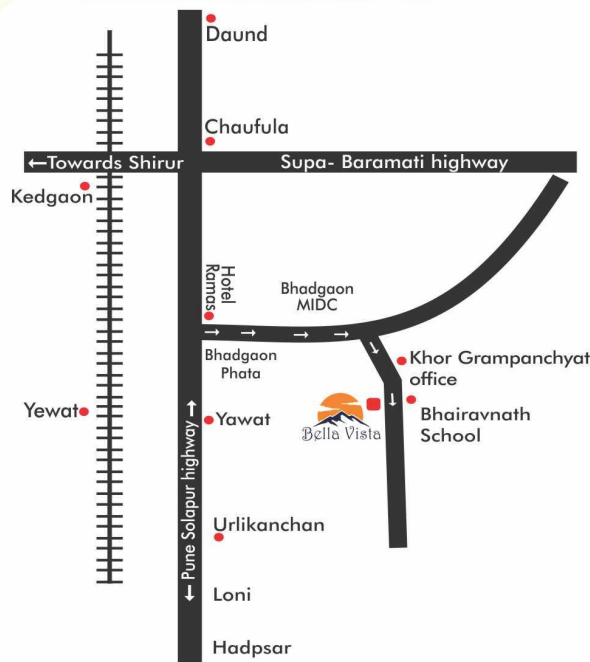 Daund
Chaufula
←Towards Shirur
Supa- Baramati highway
Kedgaon
Hotel
Ramas
Bhadgaon
MIDC
→ → → →
Bhadgaon
Phata
Khor Grampanchyat
office
Yewat
← Pune Solapur highway →
Yawat
Bella Vista
Bhairavnath
School
Urlikanchan
Loni
Hadpsar